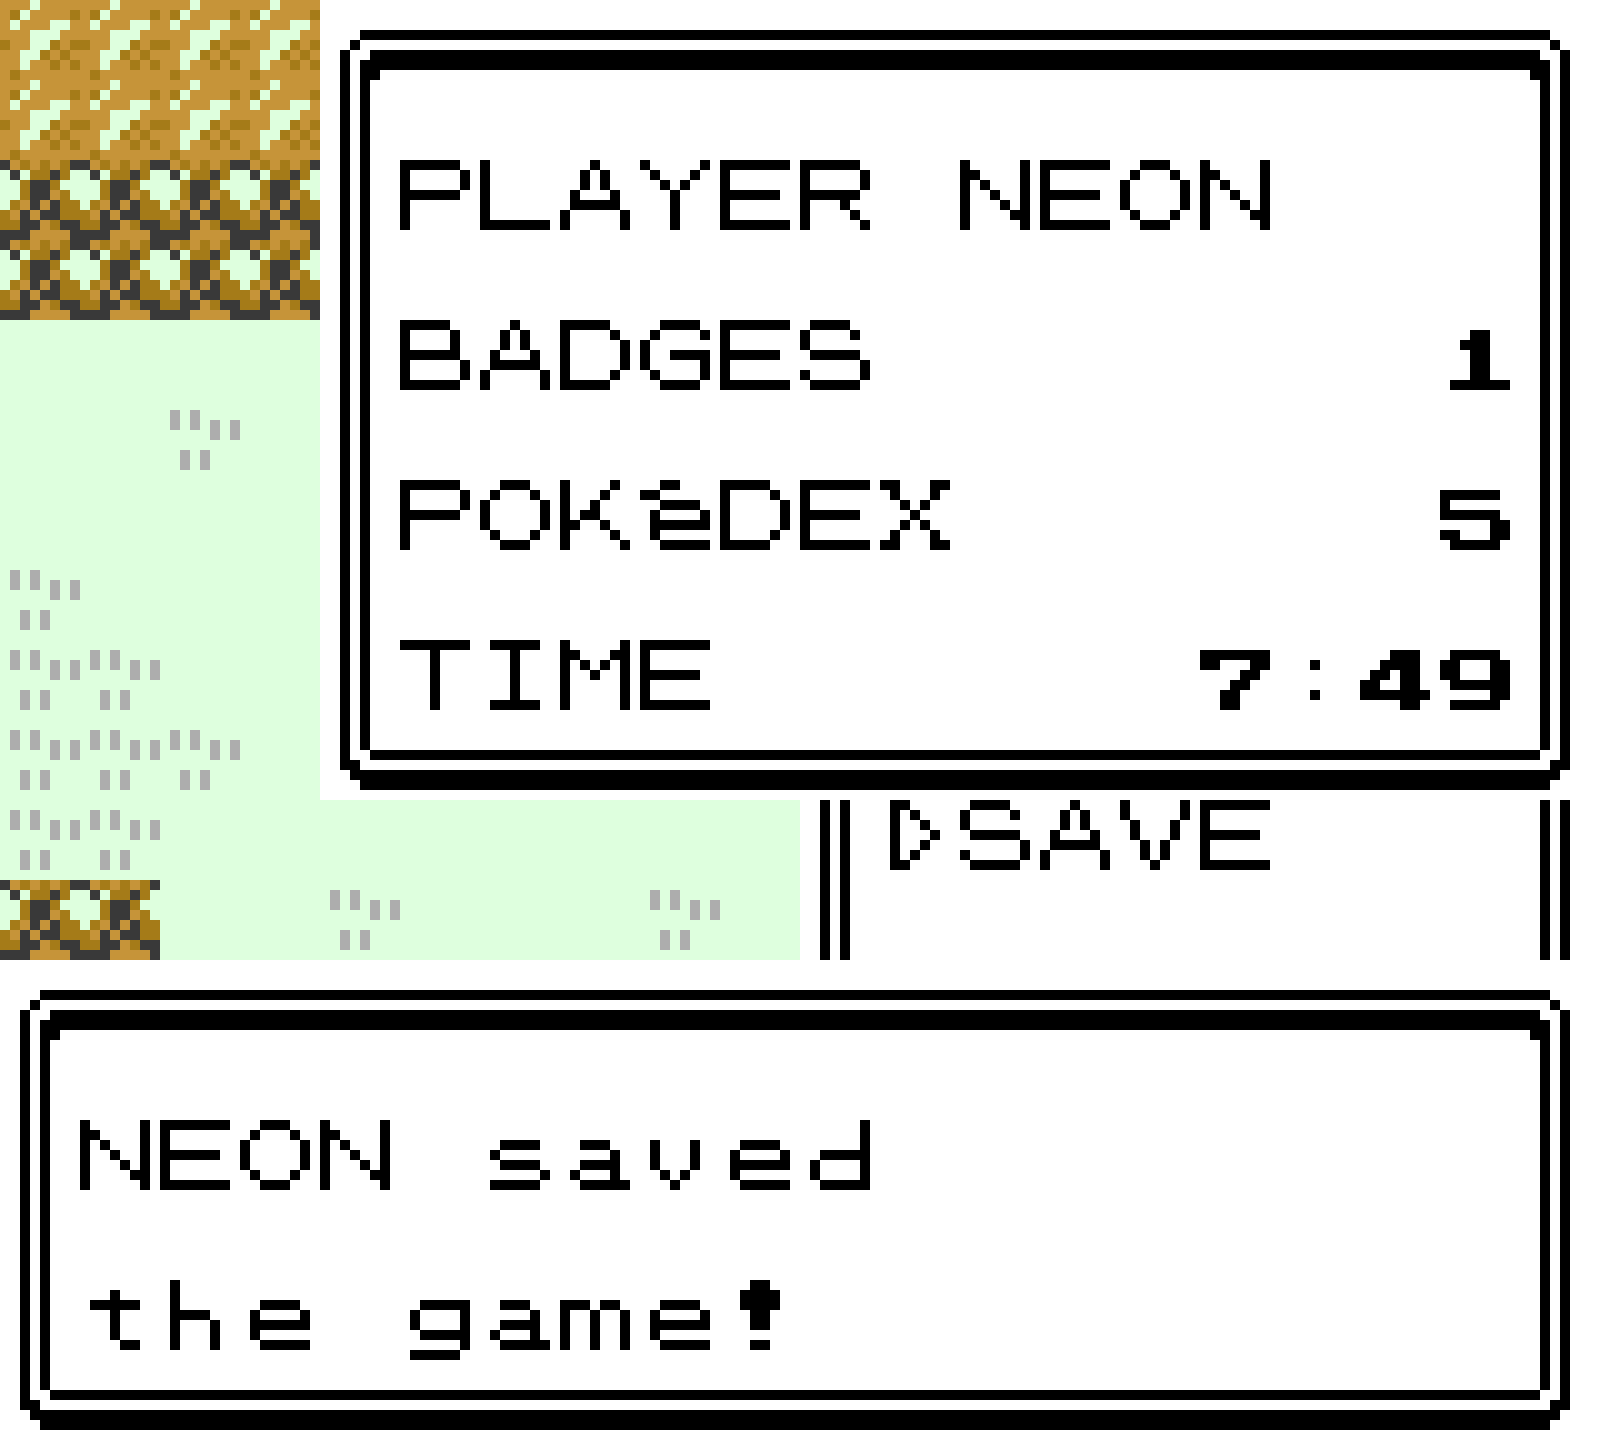 PLAYER NEON
BADGES 1
POKéDEX 5
TIME 7:49
▷SAVE
NEON saved
the game!